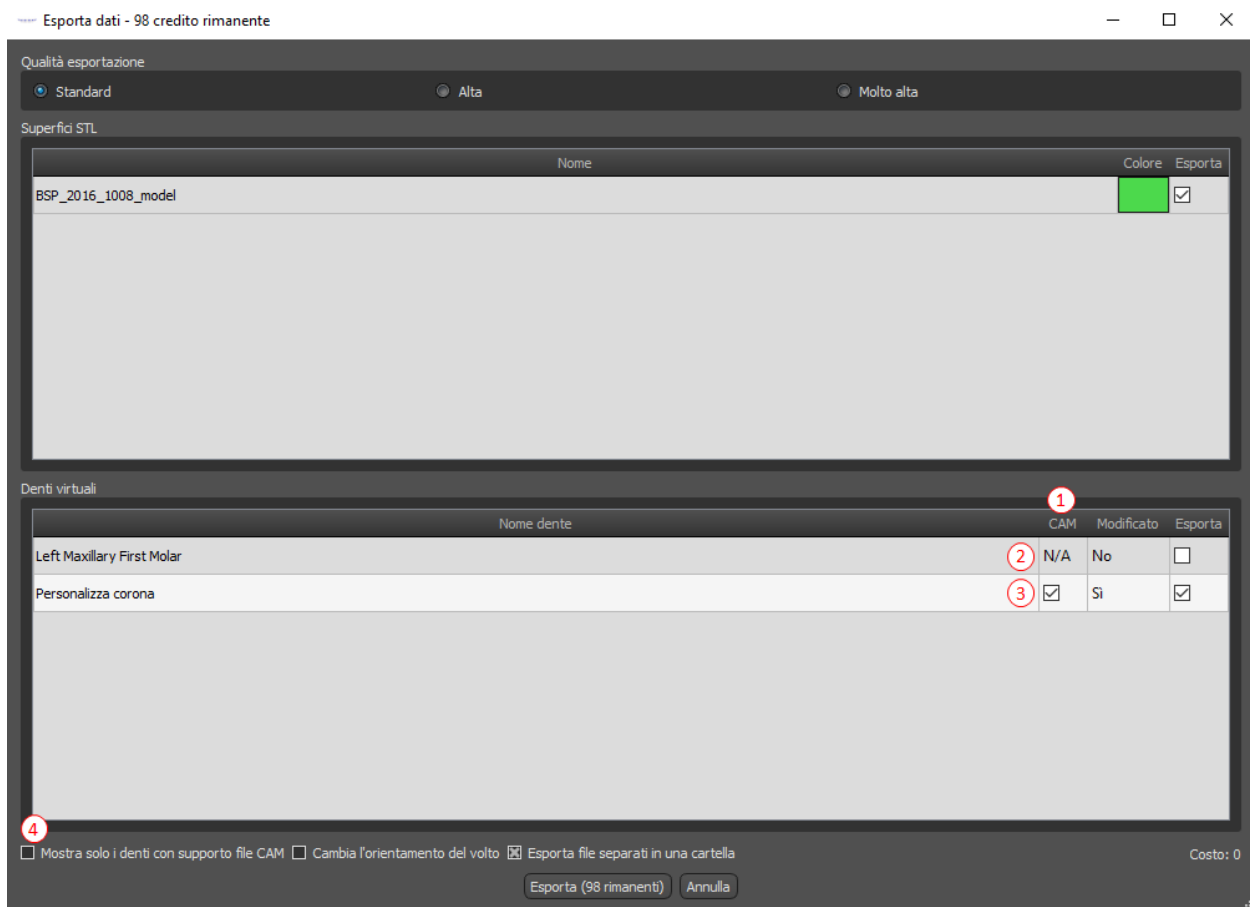 Esporta dati - 98 credito rimanente
Qualità esportazione
Standard Alta Molto alta
Superfici STL
Nome Colore Esporta
BSP_2016_1008_model
Denti virtuali
1
Nome dente CAM Modificato Esporta
Left Maxillary First Molar 2 N/A No
Personalizza corona 3 Sì
4
Mostra solo i denti con supporto file CAM Cambia l'orientamento del volto Esporta file separati in una cartella Costo: 0
Esporta (98 rimanenti) Annulla